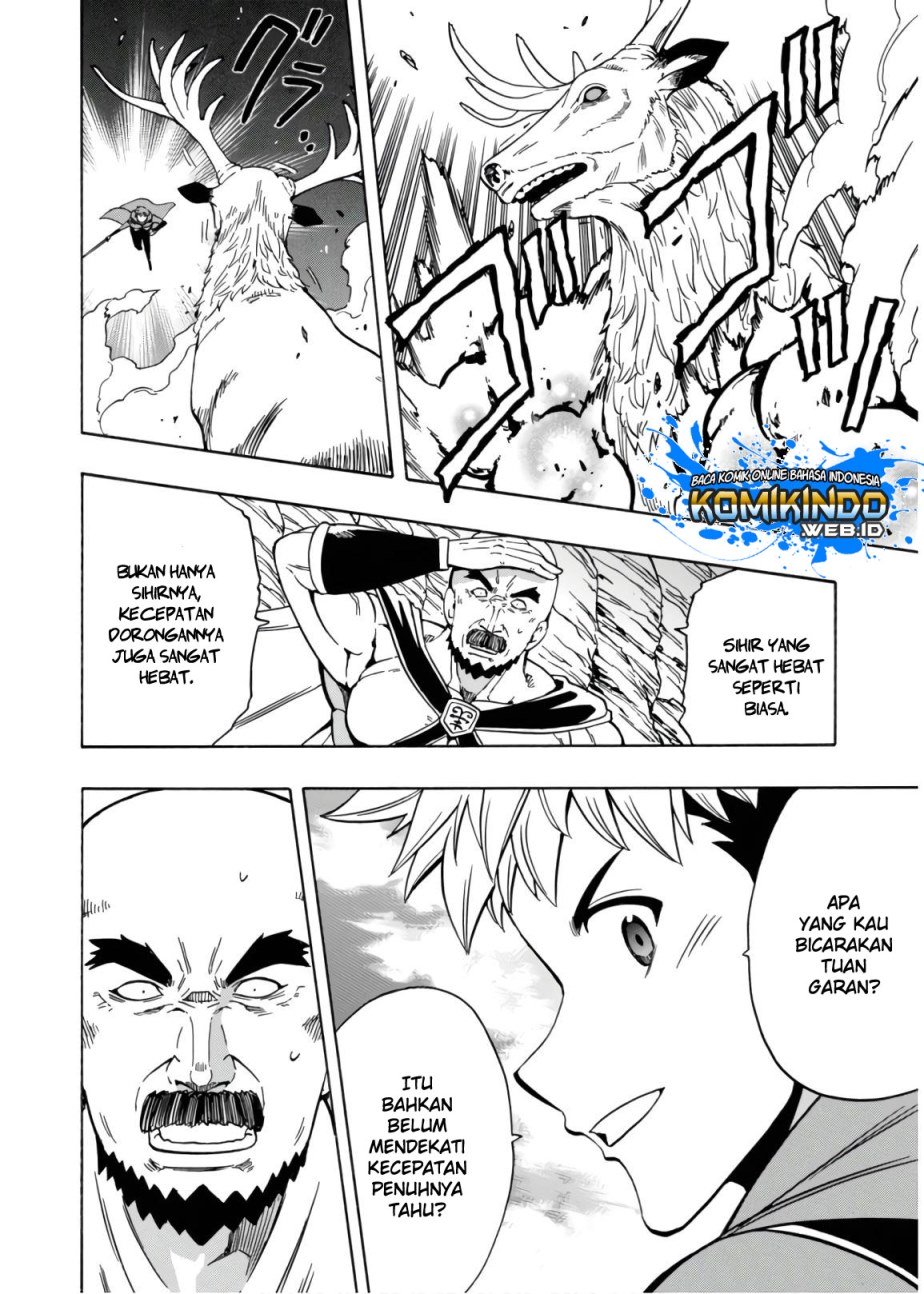 ゴゴゴゴ
グラ…
BACA KOMIK ONLINE BAHASA INDONESIA
KOMIKINDO
.WEB.ID
SIHIR YANG
SANGAT HEBAT
SEPERTI
BIASA.
BUKAN HANYA
SIHIRNYA,
KECEPATAN
DORONGANNYA
JUGA SANGAT
HEBAT.
APA
YANG KAU
BICARAKAN
TUAN
GARAN?
ITU
BAHKAN
BELUM
MENDEKATI
KECEPATAN
PENUHNYA
TAHU?